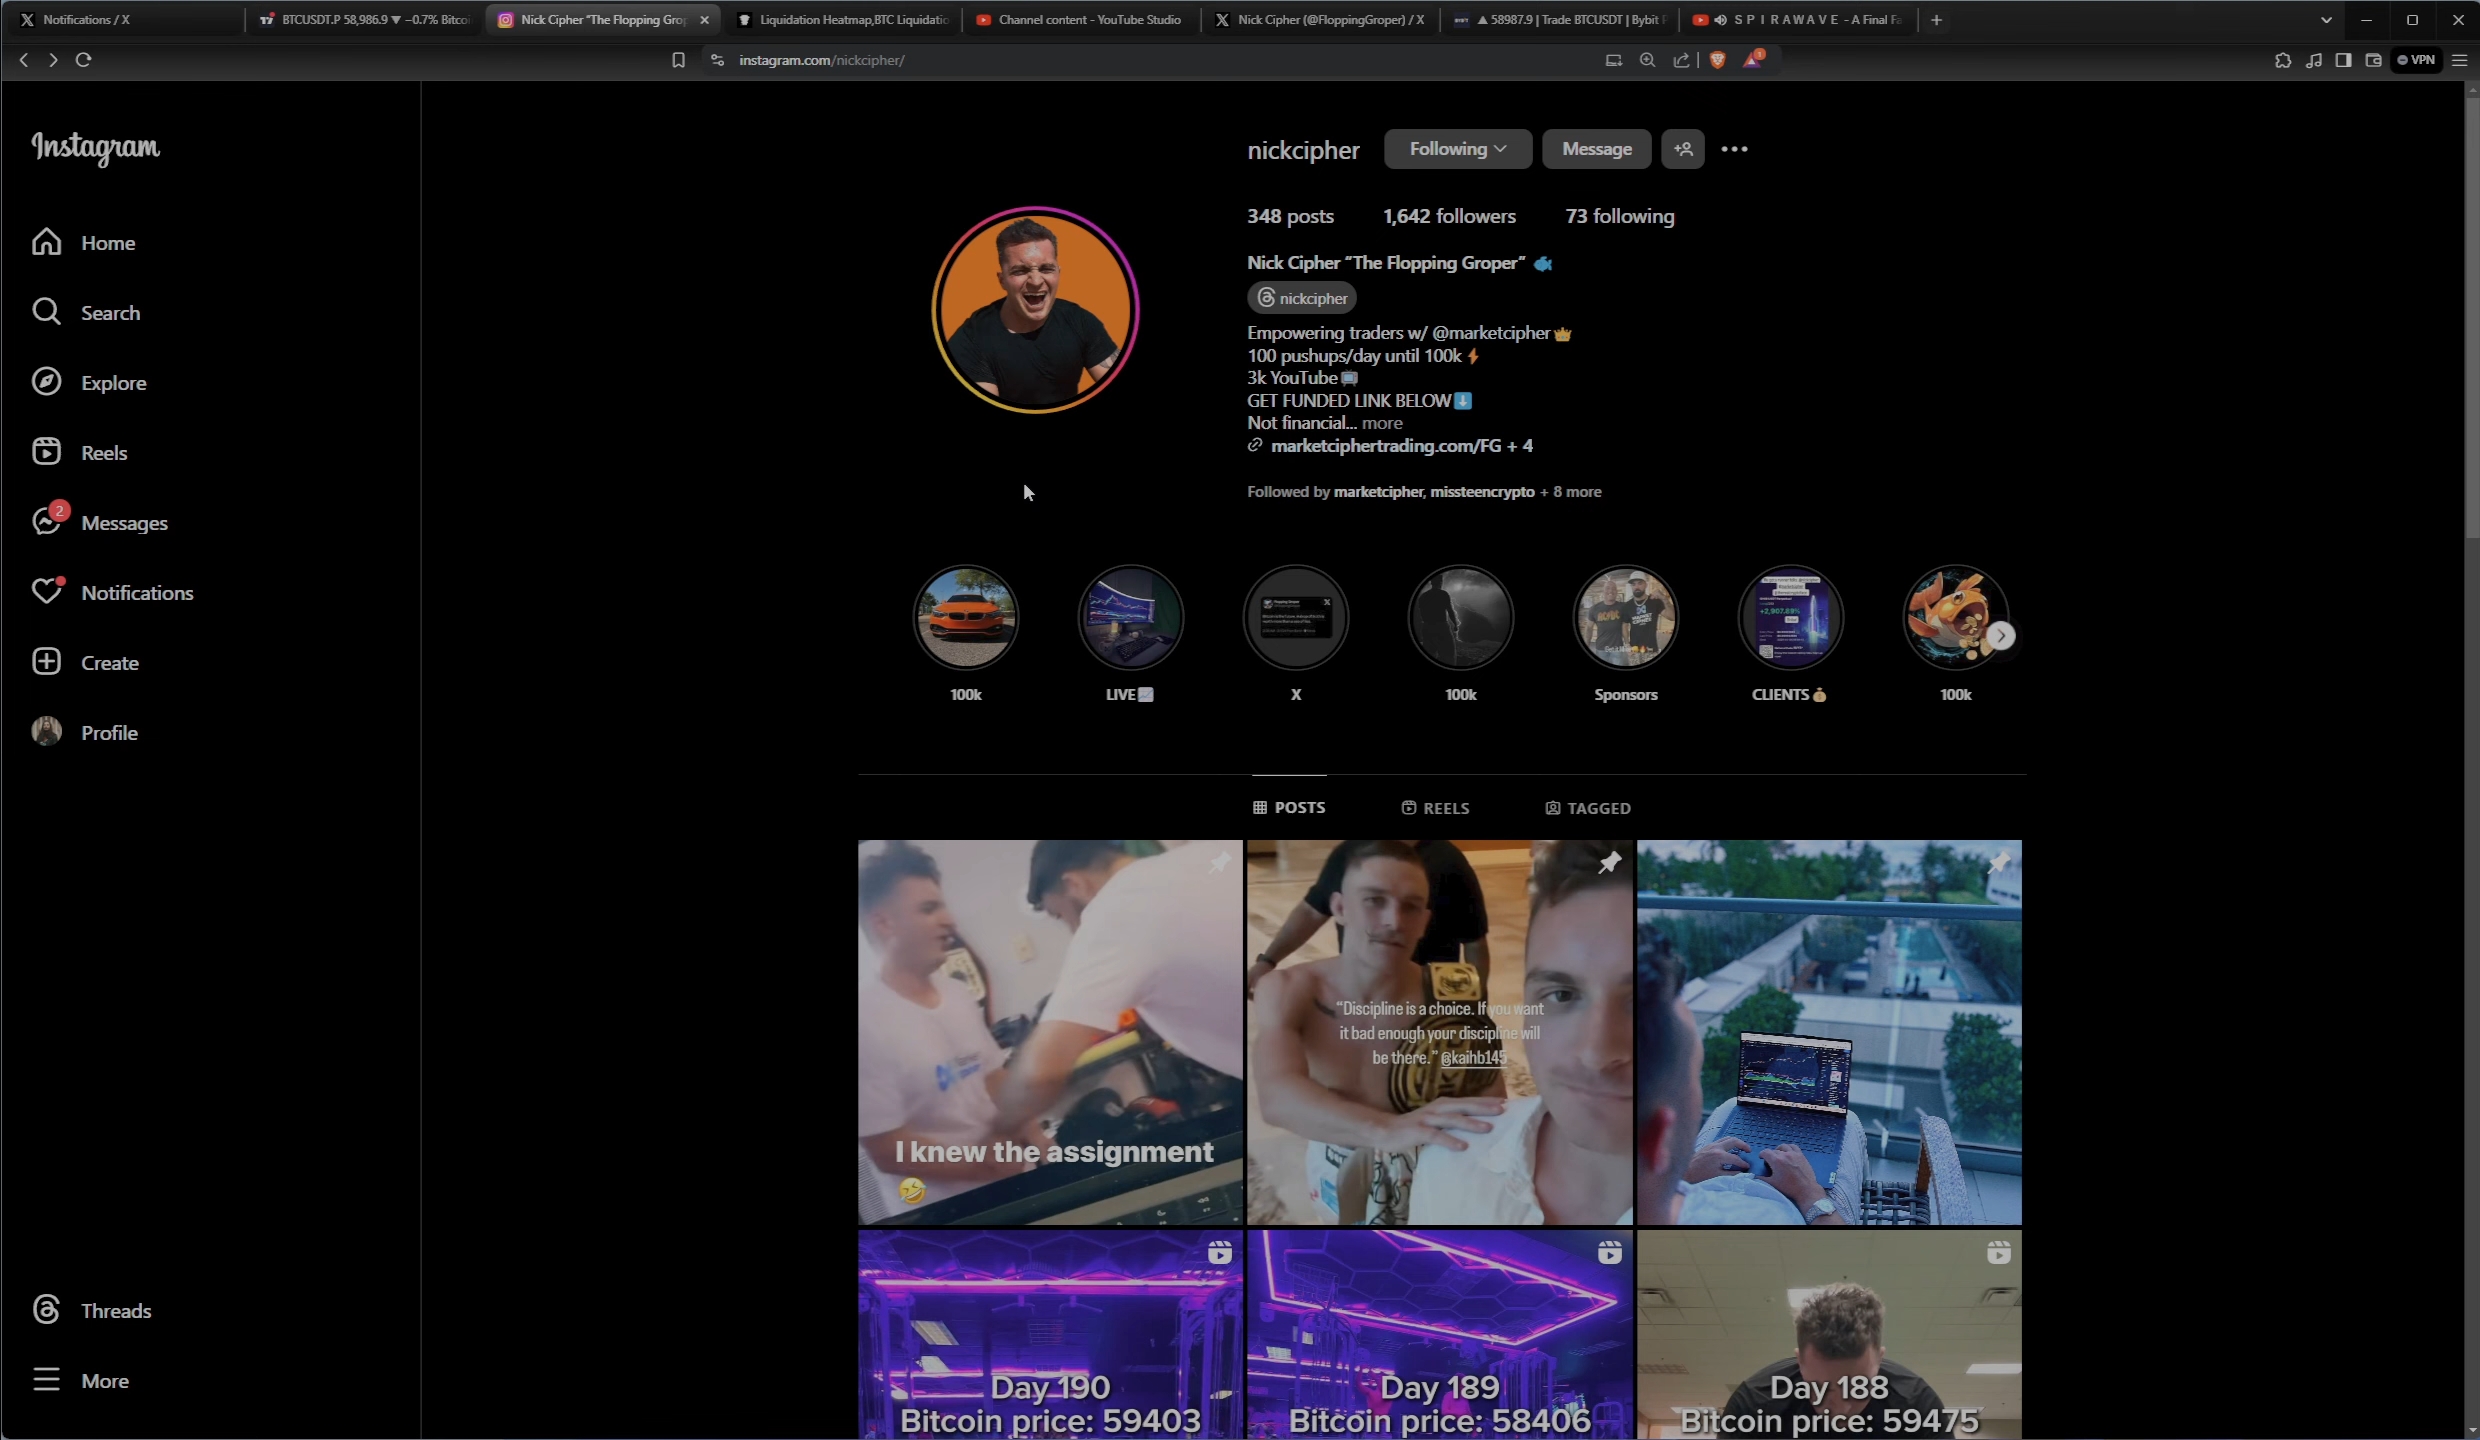 Notifications / X
BTCUSDT.P 58,986.9 ▼ −0.7% Bitcoi
Nick Cipher "The Flopping Grop
Liquidation Heatmap,BTC Liquidatio
Channel content - YouTube Studio
Nick Cipher (@FloppingGroper) / X
▲ 58987.9 | Trade BTCUSDT | Bybit F
S P I R A W A V E - A Final Fa
instagram.com/nickcipher/
VPN
Instagram
Home
Search
Explore
Reels
2
Messages
Notifications
Create
Profile
Threads
More
nickcipher
Following
Message
348 posts
1,642 followers
73 following
Nick Cipher "The Flopping Groper" 🐟
nickcipher
Empowering traders w/ @marketcipher👑
100 pushups/day until 100k⚡
3k YouTube📺
GET FUNDED LINK BELOW⬇️
Not financial... more
marketciphertrading.com/FG + 4
Followed by marketcipher, missteencrypto + 8 more
+2,907.89%
100k
LIVE📈
X
100k
Sponsors
CLIENTS💰
100k
POSTS
REELS
TAGGED
I knew the assignment
🤣
"Discipline is a choice. If you want
it bad enough your discipline will
be there." @kaihb145
Day 190
Bitcoin price: 59403
Day 189
Bitcoin price: 58406
Day 188
Bitcoin price: 59475